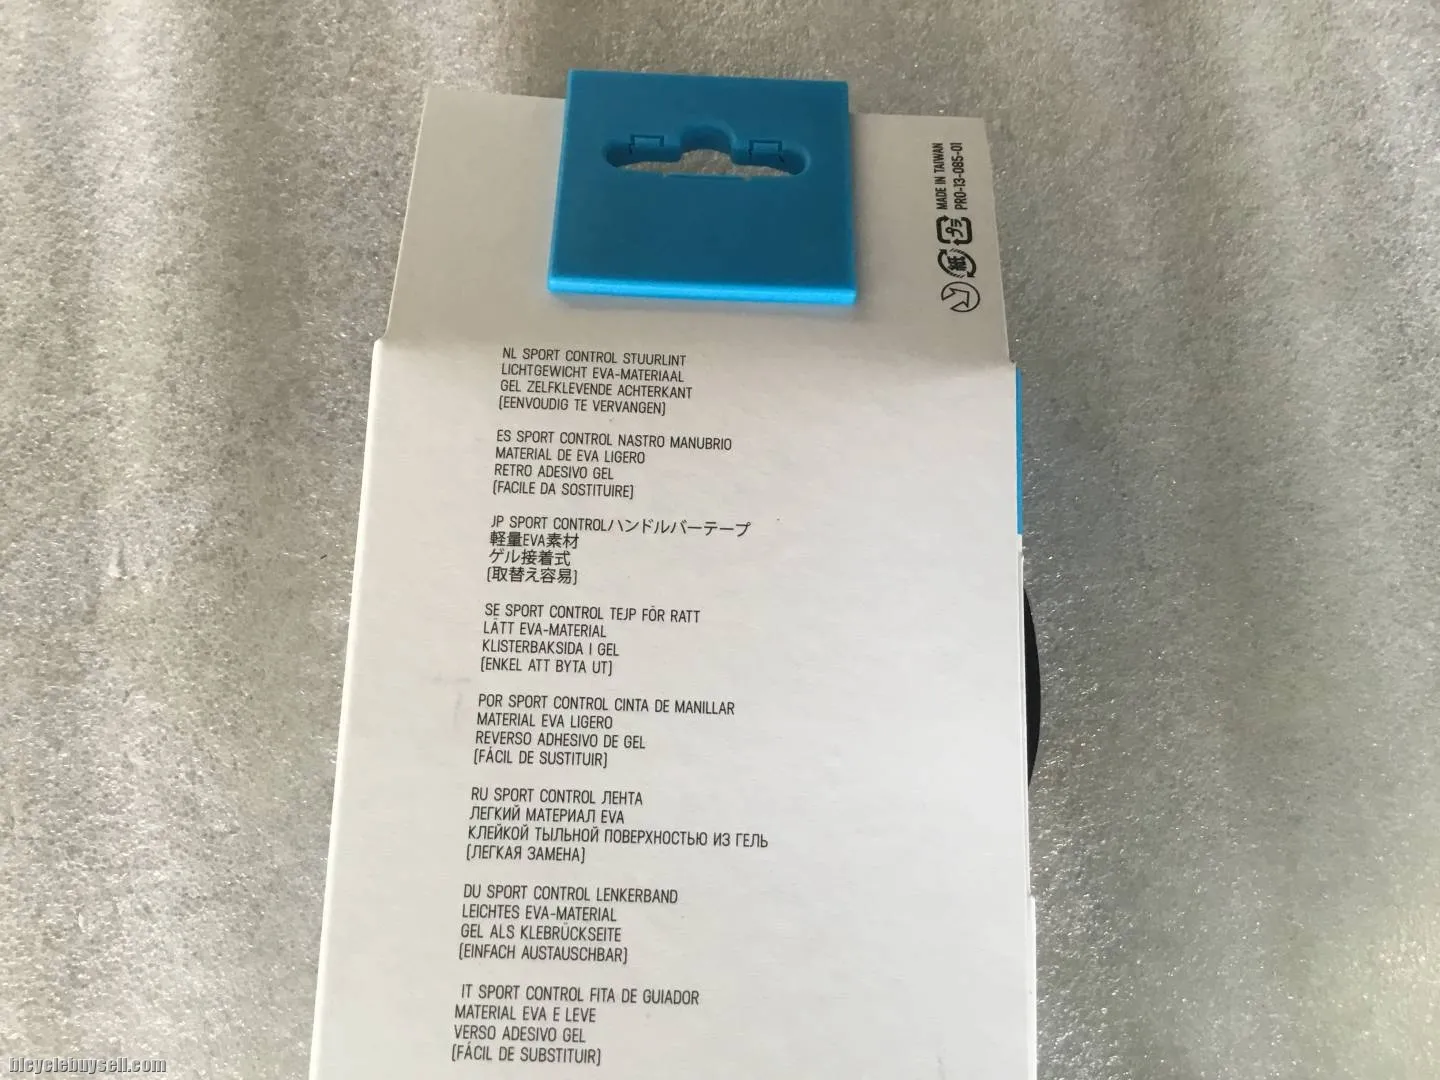 MADE IN TAIWAN
PRO-13-085-01
プラ
紙
NL SPORT CONTROL STUURLINT
LICHTGEWICHT EVA-MATERIAAL
GEL ZELFKLEVENDE ACHTERKANT
(EENVOUDIG TE VERVANGEN)
ES SPORT CONTROL NASTRO MANUBRIO
MATERIAL DE EVA LIGERO
RETRO ADESIVO GEL
(FACILE DA SOSTITUIRE)
JP SPORT CONTROLハンドルバーテープ
軽量EVA素材
ゲル接着式
(取替え容易)
SE SPORT CONTROL TEJP FÖR RATT
LÄTT EVA-MATERIAL
KLISTERBAKSIDA I GEL
(ENKEL ATT BYTA UT)
POR SPORT CONTROL CINTA DE MANILLAR
MATERIAL EVA LIGERO
REVERSO ADHESIVO DE GEL
(FÁCIL DE SUSTITUIR)
RU SPORT CONTROL ЛЕНТА
ЛЕГКИЙ МАТЕРИАЛ EVA
КЛЕЙКОЙ ТЫЛЬНОЙ ПОВЕРХНОСТЬЮ ИЗ ГЕЛЬ
(ЛЕГКАЯ ЗАМЕНА)
DU SPORT CONTROL LENKERBAND
LEICHTES EVA-MATERIAL
GEL ALS KLEBRÜCKSEITE
(EINFACH AUSTAUSCHBAR)
IT SPORT CONTROL FITA DE GUIADOR
MATERIAL EVA E LEVE
VERSO ADESIVO GEL
(FÁCIL DE SUBSTITUIR)
bicyclebuysell.com